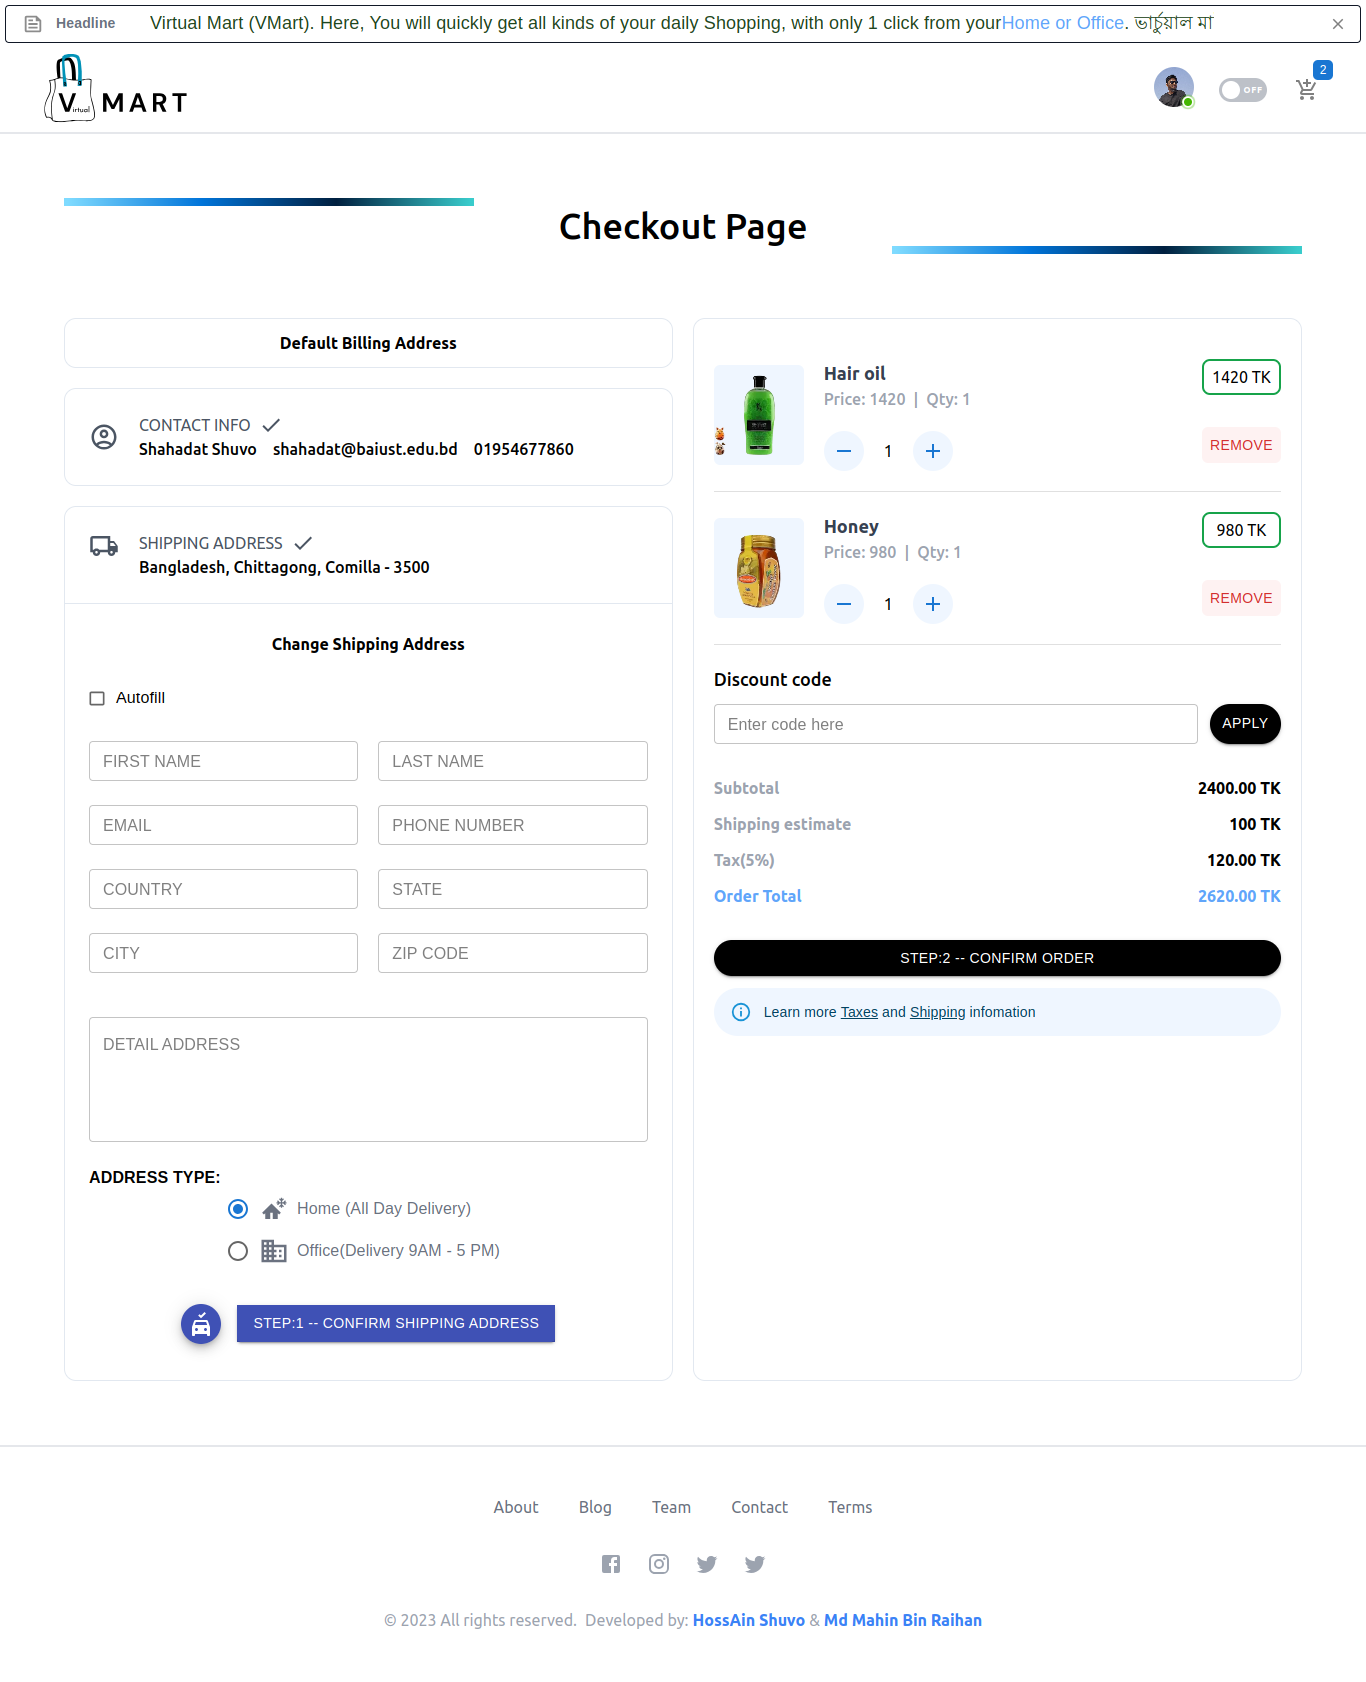 Headline
Virtual Mart (VMart). Here, You will quickly get all kinds of your daily Shopping, with only 1 click from yourHome or Office. ভার্চুয়াল মা
Virtual MART
OFF
2
Checkout Page
Default Billing Address
CONTACT INFO
Shahadat Shuvo shahadat@baiust.edu.bd 01954677860
SHIPPING ADDRESS
Bangladesh, Chittagong, Comilla - 3500
Change Shipping Address
Autofill
FIRST NAME LAST NAME
EMAIL PHONE NUMBER
COUNTRY STATE
CITY ZIP CODE
DETAIL ADDRESS
ADDRESS TYPE:
Home (All Day Delivery)
Office(Delivery 9AM - 5 PM)
STEP:1 -- CONFIRM SHIPPING ADDRESS
Hair oil
1420 TK
Price: 1420 | Qty: 1
1
REMOVE
Honey
980 TK
Price: 980 | Qty: 1
1
REMOVE
Discount code
Enter code here APPLY
Subtotal 2400.00 TK
Shipping estimate 100 TK
Tax(5%) 120.00 TK
Order Total 2620.00 TK
STEP:2 -- CONFIRM ORDER
Learn more Taxes and Shipping infomation
About Blog Team Contact Terms
© 2023 All rights reserved. Developed by: HossAin Shuvo & Md Mahin Bin Raihan